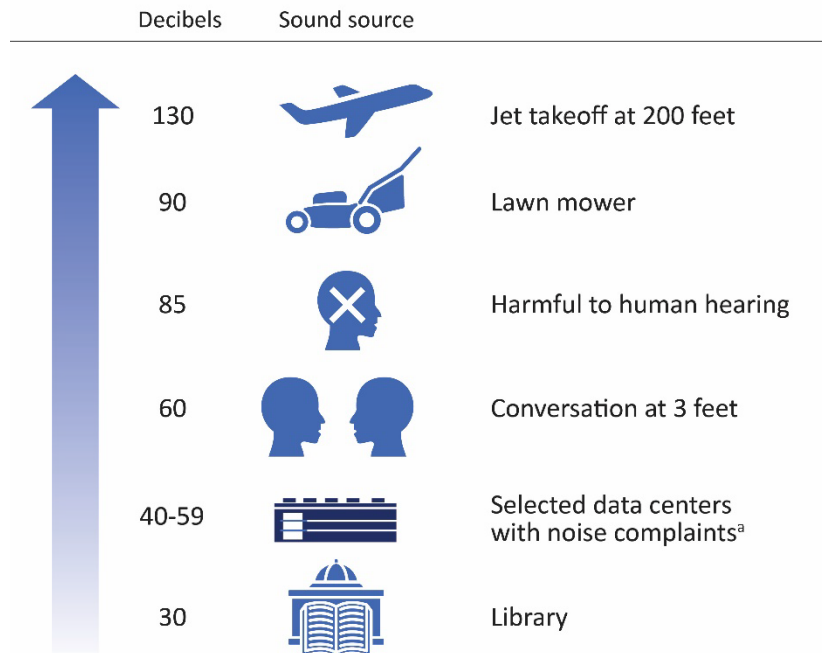 Decibels Sound source
130 Jet takeoff at 200 feet
90 Lawn mower
85 Harmful to human hearing
60 Conversation at 3 feet
40-59 Selected data centers
with noise complaintsᵃ
30 Library